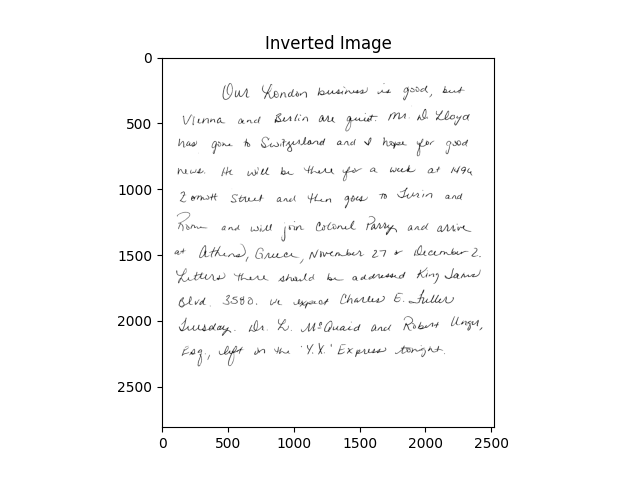 Inverted Image
Our London business is good, but
Vienna and Berlin are quiet. Mr. D. Lloyd
has gone to Switzerland and I hope for good
news. He will be there for a week at 1496
Zermott Street and then goes to Turin and
Rome and will join Colonel Parry and arrive
at Athens, Greece, November 27 or December 2.
Letters there should be addressed King James
Blvd. 3580. We expect Charles E. Fuller
Tuesday. Dr. L. McQuaid and Robert Unger,
Esq., left on the 'Y.X.' Express tonight.
0
500
1000
1500
2000
2500
0 500 1000 1500 2000 2500